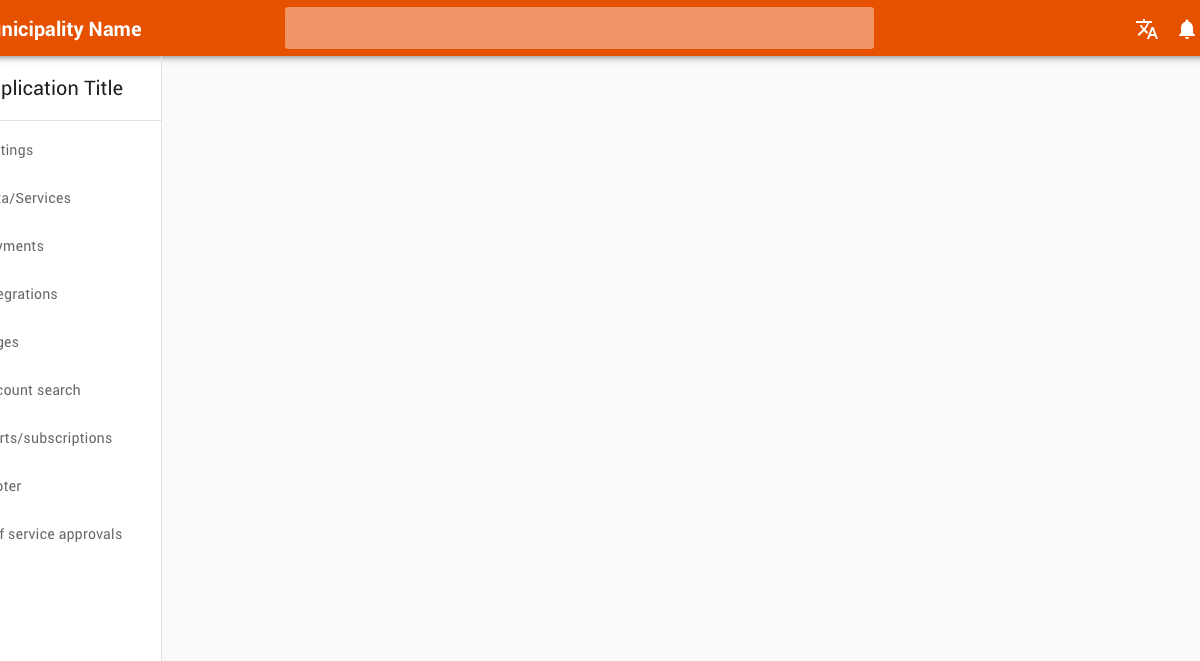 nicipality Name
plication Title
tings
ta/Services
yments
egrations
ges
count search
rts/subscriptions
oter
f service approvals